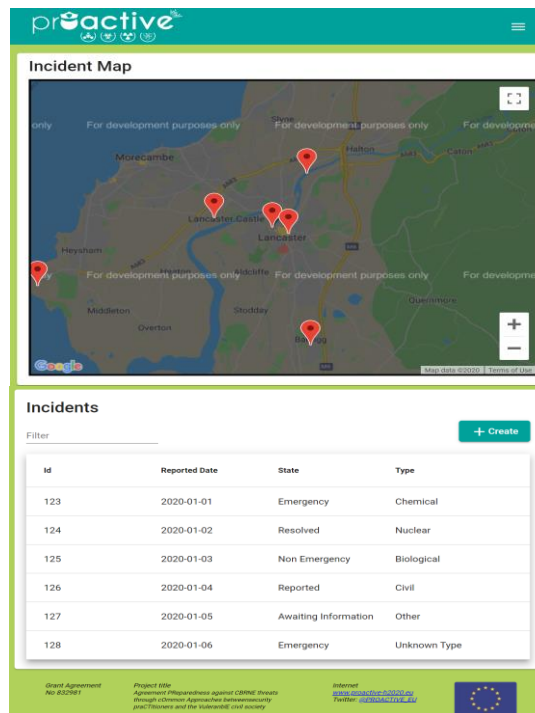 proactive
Incident Map
only For development purposes only For development purposes only For developme
Slyne
Halton
Caton
Morecambe
Lancaster Castle
Lancaster
Heysham
For development purposes only For development purposes only For developme
Heaton Aldcliffe
Quernmore
Middleton
Stodday
Overton
Google
Map data ©2020 Terms of Use
Incidents
Filter
+ Create
Id Reported Date State Type
123 2020-01-01 Emergency Chemical
124 2020-01-02 Resolved Nuclear
125 2020-01-03 Non Emergency Biological
126 2020-01-04 Reported Civil
127 2020-01-05 Awaiting Information Other
128 2020-01-06 Emergency Unknown Type
Grant Agreement Project title Internet
No 832981 Agreement PReparedness against CBRNE threats www.proactive-h2020.eu
through cOmmon Approaches betweensecurity Twitter: @PROACTIVE_EU
praCTitioners and the VuleranbIE civil society